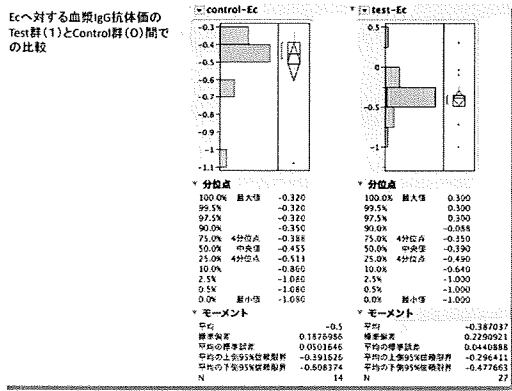 Ecへ対する血漿IgG抗体価の
Test群(1)とControl群(0)間で
の比較
control-Ec
-0.3
-0.4
-0.5
-0.6
-0.7
-0.8
-0.9
-1
-1.1
分位点
100.0% 最大値 -0.320
99.5% -0.320
97.5% -0.320
90.0% -0.350
75.0% 4分位点 -0.388
50.0% 中央値 -0.455
25.0% 4分位点 -0.513
10.0% -0.860
2.5% -1.080
0.5% -1.080
0.0% 最小値 -1.080
モーメント
平均 -0.5
標準偏差 0.1876986
平均の標準誤差 0.0501646
平均の上側95%信頼限界 -0.391626
平均の下側95%信頼限界 -0.608374
N 14
test-Ec
0.5
0
-0.5
-1
分位点
100.0% 最大値 0.300
99.5% 0.300
97.5% 0.300
90.0% -0.088
75.0% 4分位点 -0.350
50.0% 中央値 -0.390
25.0% 4分位点 -0.490
10.0% -0.640
2.5% -1.000
0.5% -1.000
0.0% 最小値 -1.000
モーメント
平均 -0.387037
標準偏差 0.2290921
平均の標準誤差 0.0440888
平均の上側95%信頼限界 -0.296411
平均の下側95%信頼限界 -0.477663
N 27